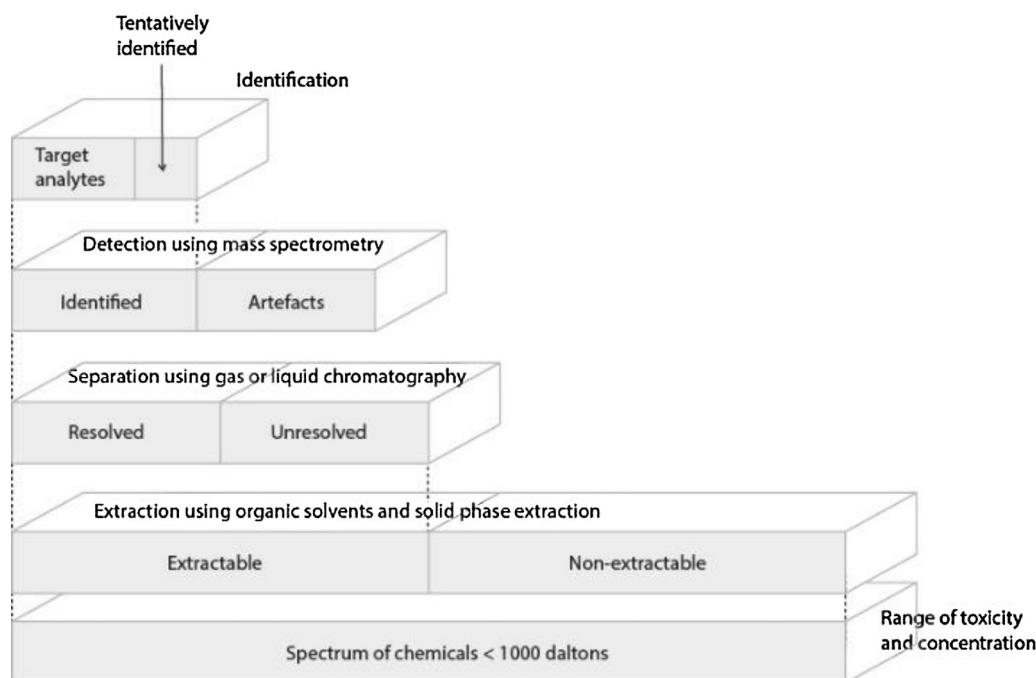 Tentatively
identified
Identification
Target
analytes
Detection using mass spectrometry
Identified
Artefacts
Separation using gas or liquid chromatography
Resolved
Unresolved
Extraction using organic solvents and solid phase extraction
Extractable
Non-extractable
Range of toxicity
and concentration
Spectrum of chemicals < 1000 daltons